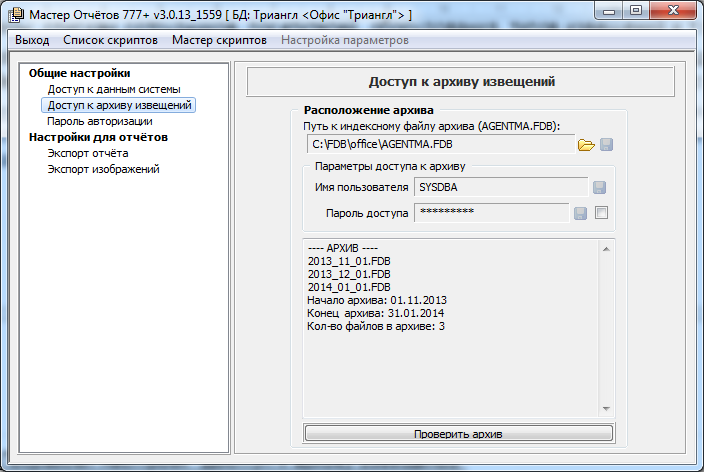 Мастер Отчётов 777+ v3.0.13_1559 [ БД: Триангл <Офис "Триангл"> ]
Выход Список скриптов Мастер скриптов Настройка параметров
Общие настройки
Доступ к данным системы
Доступ к архиву извещений
Пароль авторизации
Настройки для отчётов
Экспорт отчёта
Экспорт изображений
Доступ к архиву извещений
Расположение архива
Путь к индексному файлу архива (AGENTMA.FDB):
C:\FDB\office\AGENTMA.FDB
Параметры доступа к архиву
Имя пользователя SYSDBA
Пароль доступа *********
---- АРХИВ ----
2013_11_01.FDB
2013_12_01.FDB
2014_01_01.FDB
Начало архива: 01.11.2013
Конец архива: 31.01.2014
Кол-во файлов в архиве: 3
Проверить архив